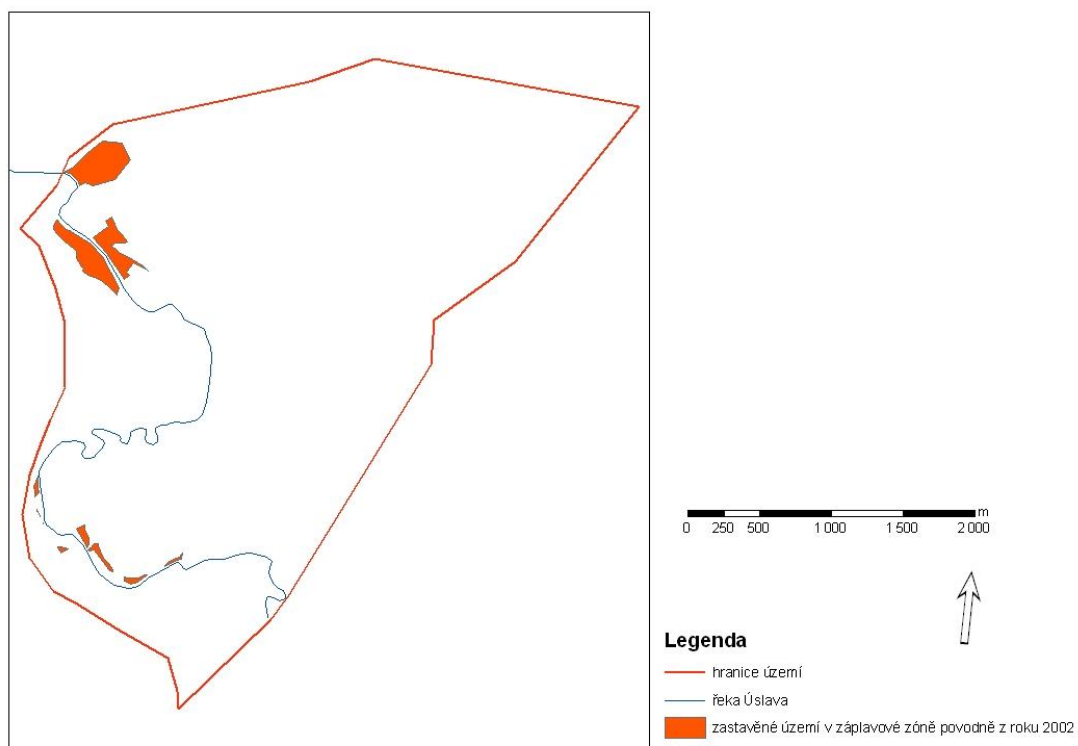 0 250 500 1 000 1 500 2 000 m
Legenda
hranice území
řeka Úslava
zastavěné území v záplavové zóně povodně z roku 2002